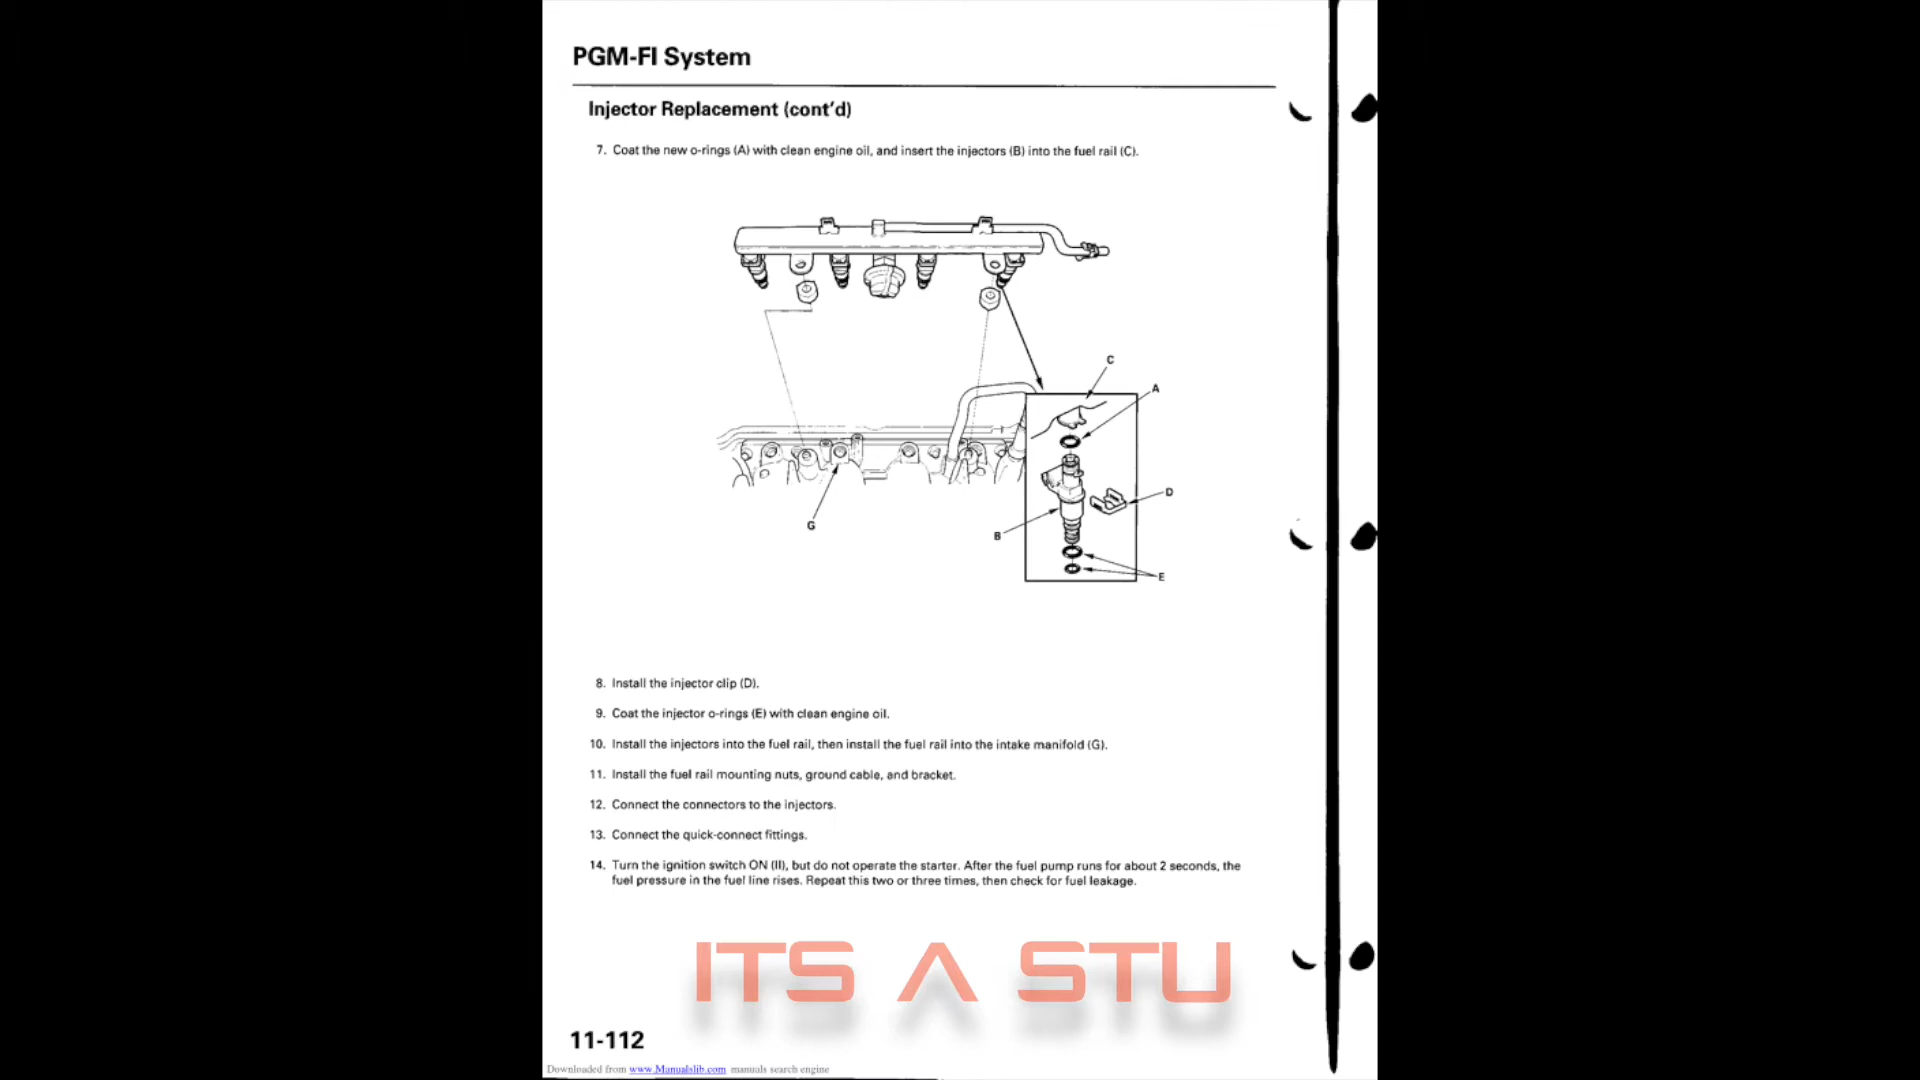 PGM-FI System
Injector Replacement (cont'd)
7. Coat the new o-rings (A) with clean engine oil, and insert the injectors (B) into the fuel rail (C).
C
A
D
G
B
E
8. Install the injector clip (D).
9. Coat the injector o-rings (E) with clean engine oil.
10. Install the injectors into the fuel rail, then install the fuel rail into the intake manifold (G).
11. Install the fuel rail mounting nuts, ground cable, and bracket.
12. Connect the connectors to the injectors.
13. Connect the quick-connect fittings.
14. Turn the ignition switch ON (II), but do not operate the starter. After the fuel pump runs for about 2 seconds, the
fuel pressure in the fuel line rises. Repeat this two or three times, then check for fuel leakage.
ITS A STU
11-112
Downloaded from www.Manualslib.com manuals search engine